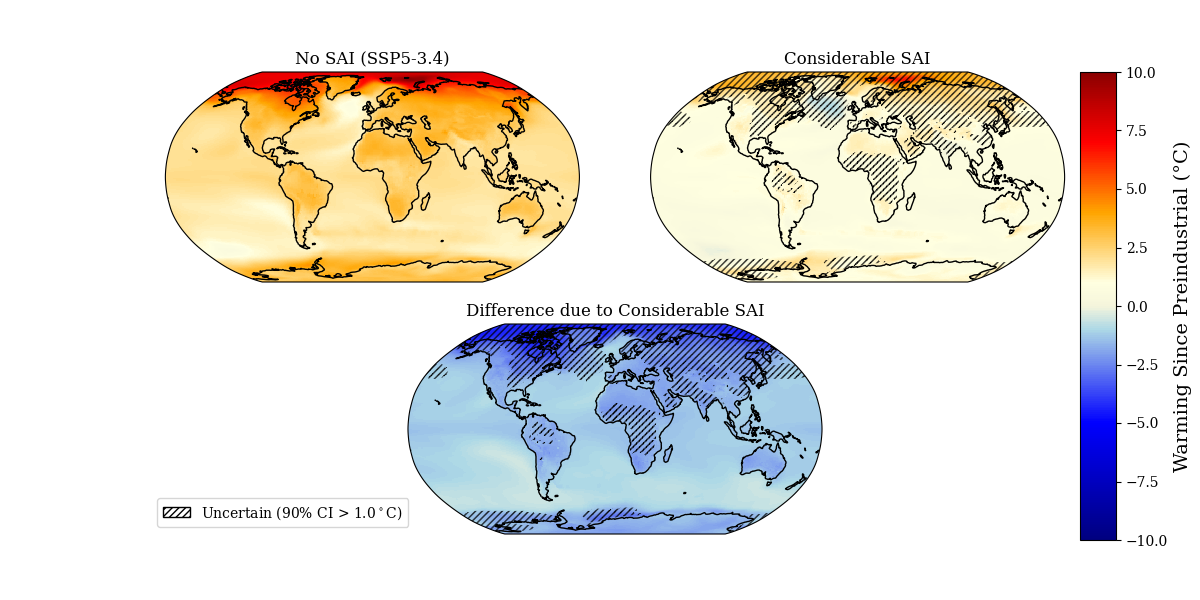 No SAI (SSP5-3.4)
Considerable SAI
Difference due to Considerable SAI
Uncertain (90% CI > 1.0°C)
10.0
7.5
5.0
2.5
0.0
−2.5
−5.0
−7.5
−10.0
Warming Since Preindustrial (°C)